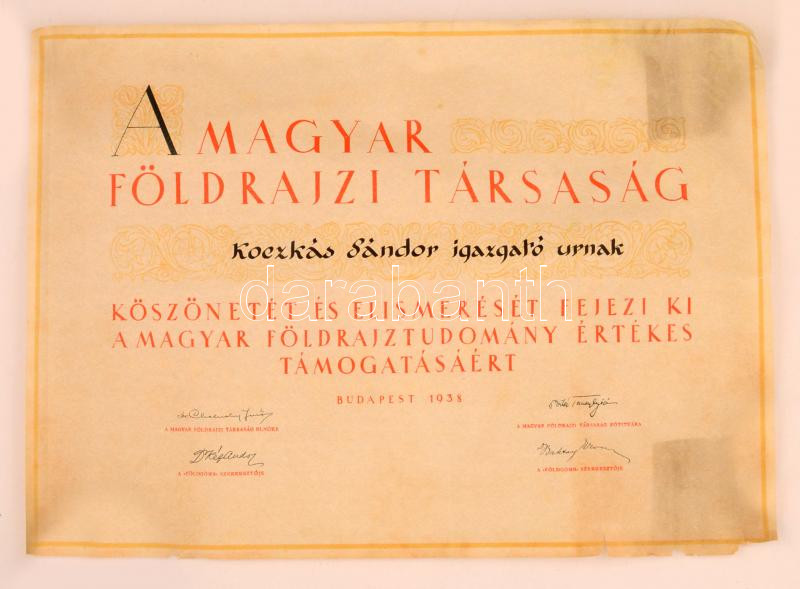 A MAGYAR
FÖLDRAJZI TÁRSASÁG
Koczkás Sándor igazgató urnak
darabanth
KÖSZÖNETÉT ÉS ELISMERÉSÉT FEJEZI KI
A MAGYAR FÖLDRAJZTUDOMÁNY ÉRTÉKES
TÁMOGATÁSÁÉRT
BUDAPEST 1938
A MAGYAR FÖLDRAJZI TÁRSASÁG ELNÖKE
A MAGYAR FÖLDRAJZI TÁRSASÁG FŐTITKÁRA
A «FÖLDGÖMB» SZERKESZTŐJE
A «FÖLDGÖMB» SZERKESZTŐJE